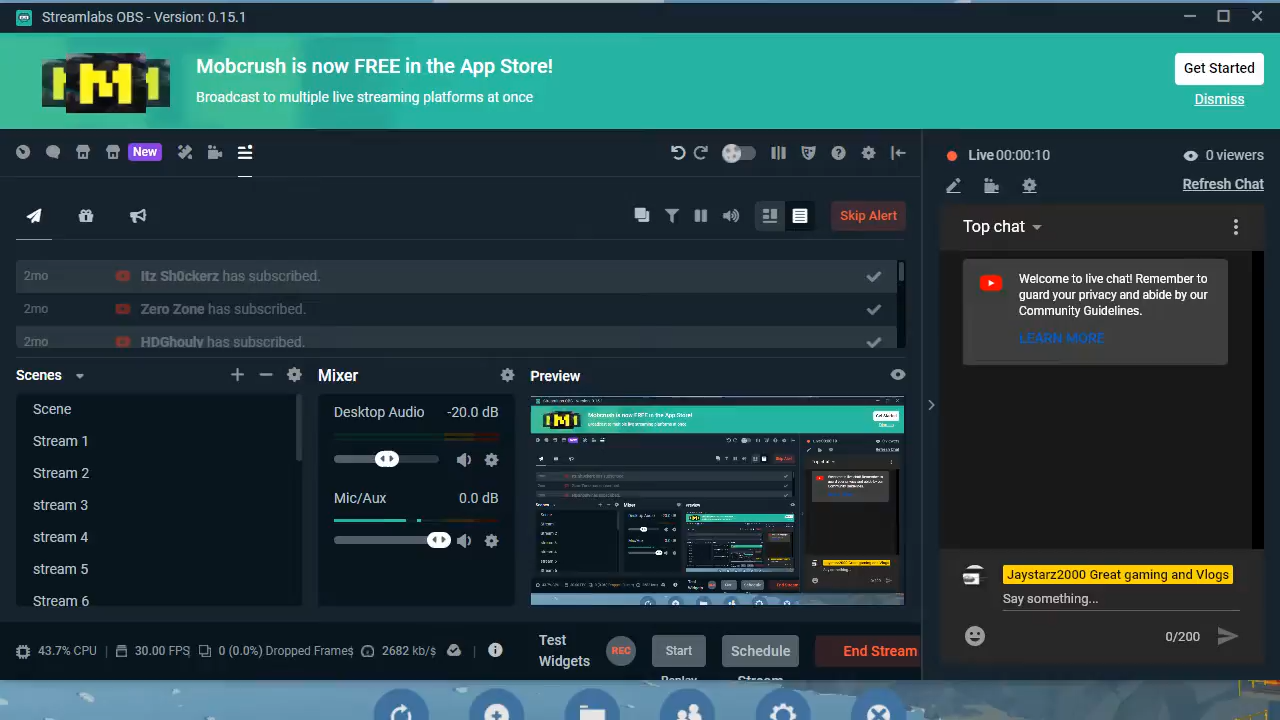 Streamlabs OBS - Version: 0.15.1
Mobcrush is now FREE in the App Store!
Broadcast to multiple live streaming platforms at once
Get Started
Dismiss
New
Live 00:00:10
0 viewers
Refresh Chat
Skip Alert
Top chat
2mo Itz Sh0ckerz has subscribed.
2mo Zero Zone has subscribed.
2mo HDGhouly has subscribed.
Welcome to live chat! Remember to
guard your privacy and abide by our
Community Guidelines.
LEARN MORE
Scenes
Mixer
Preview
Scene
Stream 1
Stream 2
stream 3
stream 4
stream 5
Stream 6
Desktop Audio -20.0 dB
Mic/Aux 0.0 dB
Jaystarz2000 Great gaming and Vlogs
Say something...
0/200
43.7% CPU
30.00 FPS
0 (0.0%) Dropped Frames
2682 kb/s
Test
Widgets
REC
Start
Replay
Schedule
Stream
End Stream